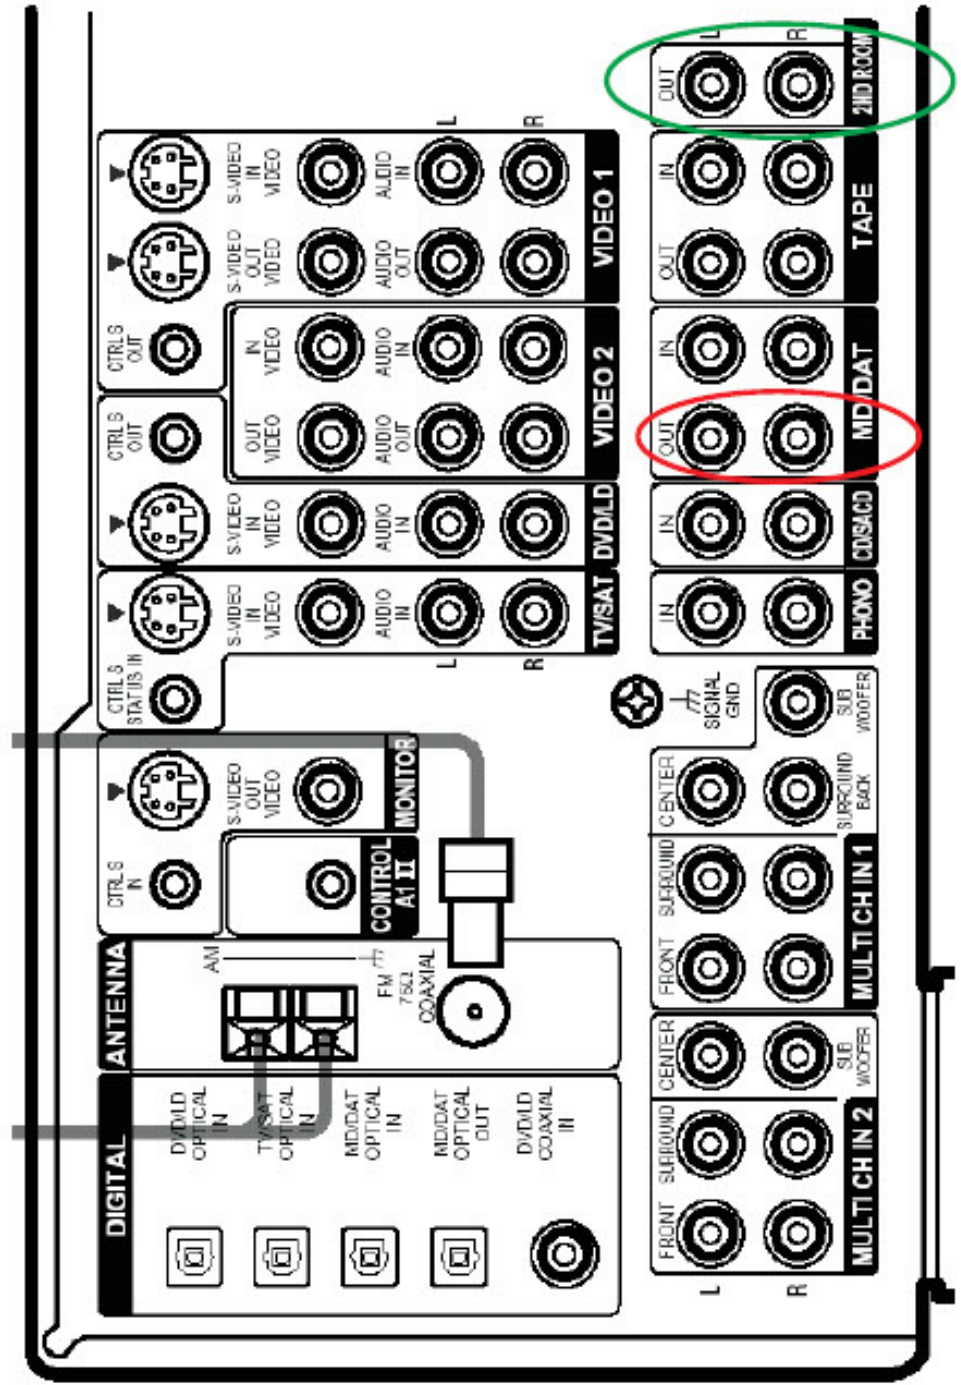 DIGITAL
DVD/LD
OPTICAL
IN
TV/SAT
OPTICAL
IN
MD/DAT
OPTICAL
IN
MD/DAT
OPTICAL
OUT
DVD/LD
COAXIAL
IN
ANTENNA
AM
FM
75Ω
COAXIAL
CTRL S
IN
S-VIDEO
OUT
VIDEO
MONITOR
CONTROL
A1 II
CTRL S
STATUS IN
S-VIDEO
IN
VIDEO
AUDIO
IN
L
R
TV/SAT
S-VIDEO
IN
VIDEO
AUDIO
IN
DVD/LD
CTRL S
OUT
OUT
VIDEO
AUDIO
OUT
IN
VIDEO
AUDIO
IN
VIDEO 2
CTRL S
OUT
S-VIDEO
OUT
VIDEO
AUDIO
OUT
S-VIDEO
IN
VIDEO
AUDIO
IN
L
R
VIDEO 1
L
R
FRONT
SURROUND
CENTER
SUB
WOOFER
MULTI CH IN 2
FRONT
SURROUND
CENTER
SURROUND
BACK
SUB
WOOFER
MULTI CH IN 1
SIGNAL
GND
IN
PHONO
IN
CD/SACD
OUT
IN
MD/DAT
OUT
IN
TAPE
OUT
L
R
2ND ROOM